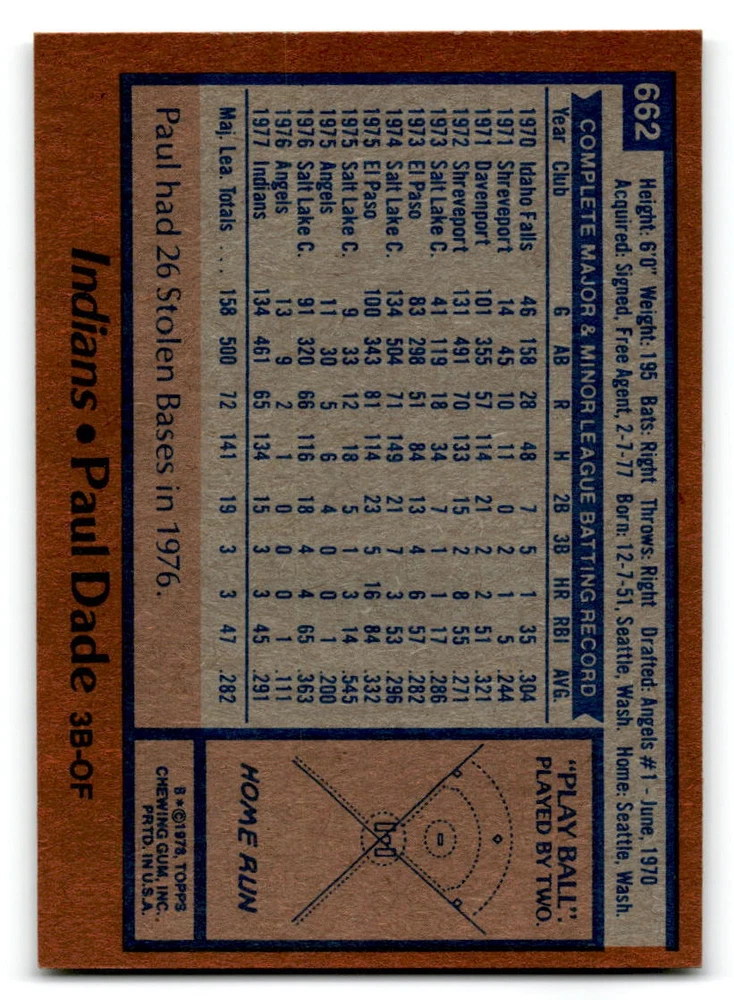 662
Height: 6'0" Weight: 195 Bats: Right Throws: Right Drafted: Angels #1 - June, 1970
Acquired: Signed, Free Agent, 2-7-77 Born: 12-7-51, Seattle, Wash. Home: Seattle, Wash.
COMPLETE MAJOR & MINOR LEAGUE BATTING RECORD
Year Club G AB R H 2B 3B HR RBI AVG.
1970 Idaho Falls 46 158 28 48 7 5 1 35 .304
1971 Shreveport 14 45 10 11 0 2 1 5 .244
1971 Davenport 101 355 57 114 21 2 2 51 .321
1972 Shreveport 131 491 70 133 15 2 8 55 .271
1973 Salt Lake C. 41 119 18 34 7 1 1 17 .286
1973 El Paso 83 298 51 84 13 4 6 57 .282
1974 Salt Lake C. 134 504 71 149 21 7 3 53 .296
1975 El Paso 100 343 81 114 23 5 16 84 .332
1975 Salt Lake C. 9 33 12 18 5 1 3 14 .545
1975 Angels 11 30 5 6 4 0 0 1 .200
1976 Salt Lake C. 91 320 66 116 18 4 4 65 .363
1976 Angels 13 9 2 1 0 0 0 1 .111
1977 Indians 134 461 65 134 15 3 3 45 .291
Maj. Lea. Totals . . . 158 500 72 141 19 3 3 47 .282
Paul had 26 Stolen Bases in 1976.
Indians • Paul Dade 3B-OF
"PLAY BALL".
PLAYED BY TWO.
HOME RUN
B * © 1978, TOPPS
CHEWING GUM, INC.
PRTD. IN U.S.A.